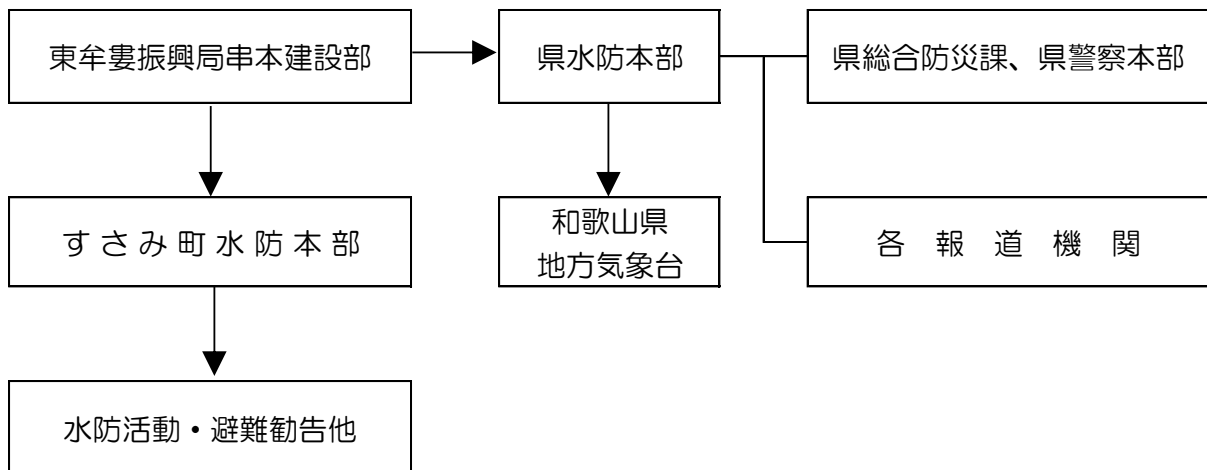 東牟婁振興局串本建設部
県水防本部
県総合防災課、県警察本部
すさみ町水防本部
和歌山県
地方気象台
各報道機関
水防活動・避難勧告他